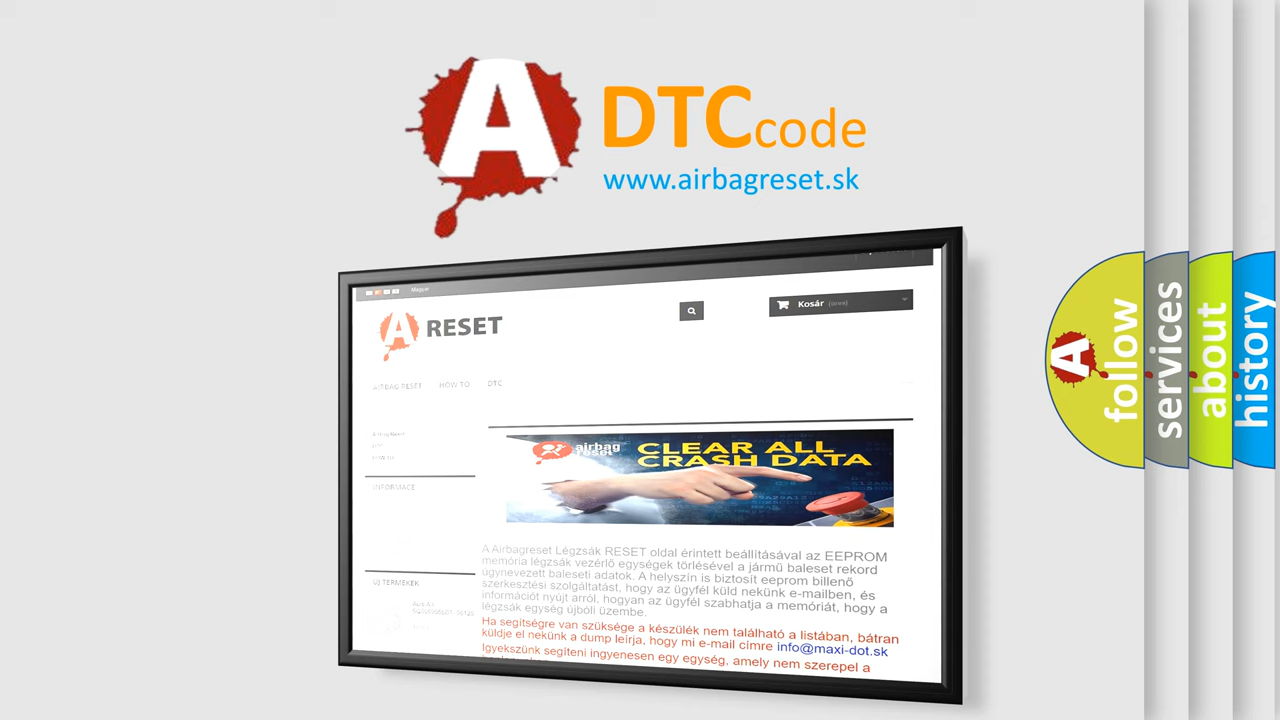 A
DTCcode
www.airbagreset.sk
Magyar
Kosár (üres)
A RESET
AIRBAG RESET HOW TO DTC
Airbag Reset
INFORMACE
airbag
reset
CLEAR ALL
CRASH DATA
A Airbagreset Légzsák RESET oldal érintett beállításával az EEPROM
memória légzsák vezérlő egységek törlésével a jármű baleset rekord
úgynevezett baleseti adatok. A helyszín is biztosít eeprom billenő
szerkesztési szolgáltatást, hogy az ügyfél küld nekünk e-mailben, és
információt nyújt arról, hogyan az ügyfél szabhatja a memóriát, hogy a
légzsák egység újbóli üzembe.
Ha segítségre van szüksége a készülék nem található a listában, bátran
küldje el nekünk a dump leírja, hogy mi e-mail címre info@maxi-dot.sk
Igyekszünk segíteni ingyenesen egy egység, amely nem szerepel a
ÚJ TERMÉKEK
A
follow
services
about
history